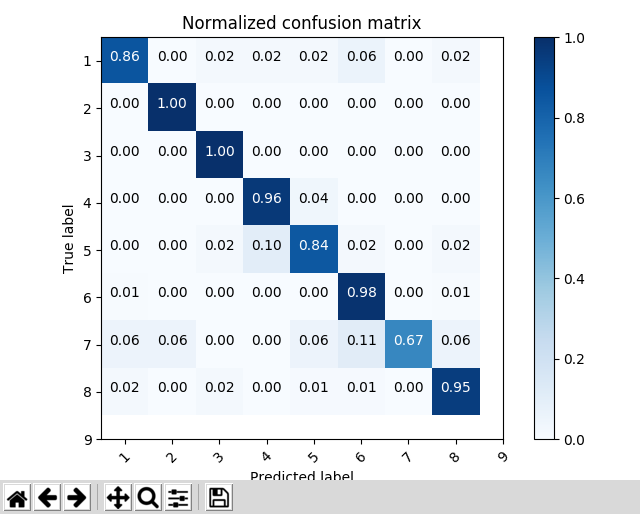 Normalized confusion matrix
1 0.86 0.00 0.02 0.02 0.02 0.06 0.00 0.02
2 0.00 1.00 0.00 0.00 0.00 0.00 0.00 0.00
3 0.00 0.00 1.00 0.00 0.00 0.00 0.00 0.00
4 0.00 0.00 0.00 0.96 0.04 0.00 0.00 0.00
5 0.00 0.00 0.02 0.10 0.84 0.02 0.00 0.02
6 0.01 0.00 0.00 0.00 0.00 0.98 0.00 0.01
7 0.06 0.06 0.00 0.00 0.06 0.11 0.67 0.06
8 0.02 0.00 0.02 0.00 0.01 0.01 0.00 0.95
9
True label
1 2 3 4 5 6 7 8 9
Predicted label
1.0
0.8
0.6
0.4
0.2
0.0